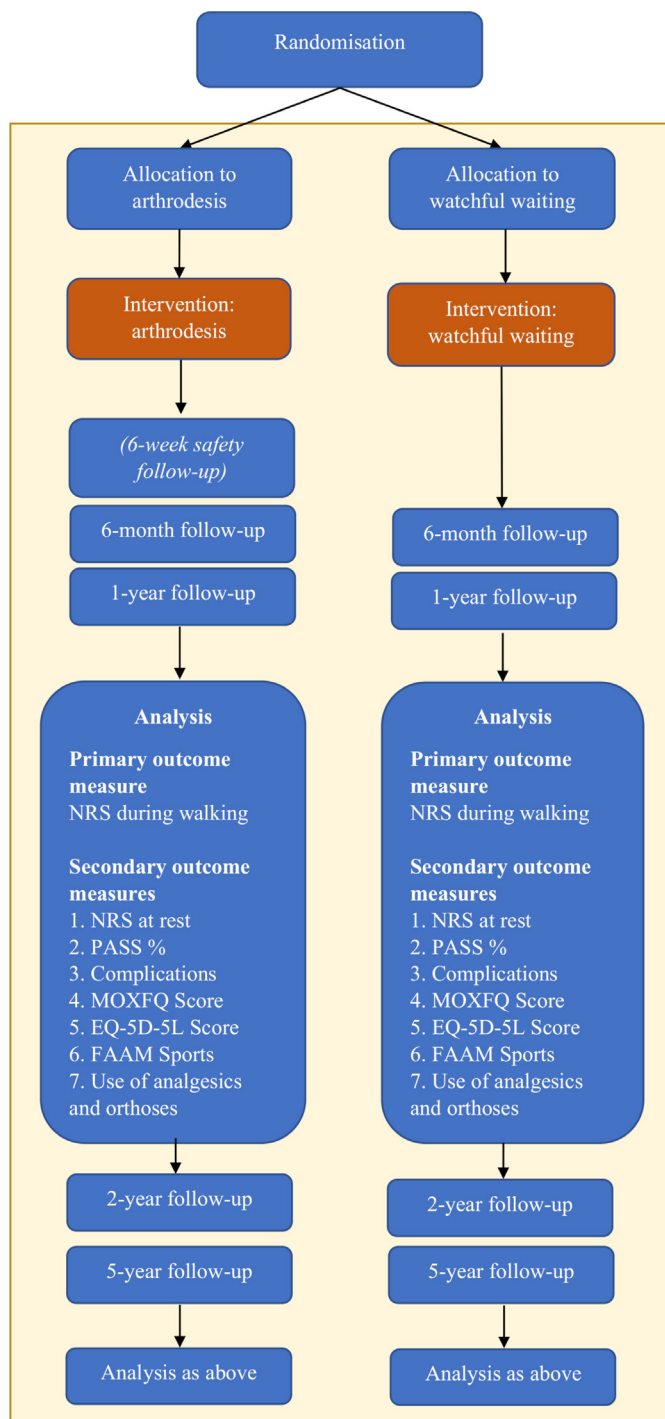 Randomisation
Allocation to
arthrodesis
Intervention:
arthrodesis
(6-week safety
follow-up)
6-month follow-up
1-year follow-up
Analysis
Primary outcome
measure
NRS during walking
Secondary outcome
measures
1. NRS at rest
2. PASS %
3. Complications
4. MOXFQ Score
5. EQ-5D-5L Score
6. FAAM Sports
7. Use of analgesics
and orthoses
2-year follow-up
5-year follow-up
Analysis as above
Allocation to
watchful waiting
Intervention:
watchful waiting
6-month follow-up
1-year follow-up
Analysis
Primary outcome
measure
NRS during walking
Secondary outcome
measures
1. NRS at rest
2. PASS %
3. Complications
4. MOXFQ Score
5. EQ-5D-5L Score
6. FAAM Sports
7. Use of analgesics
and orthoses
2-year follow-up
5-year follow-up
Analysis as above